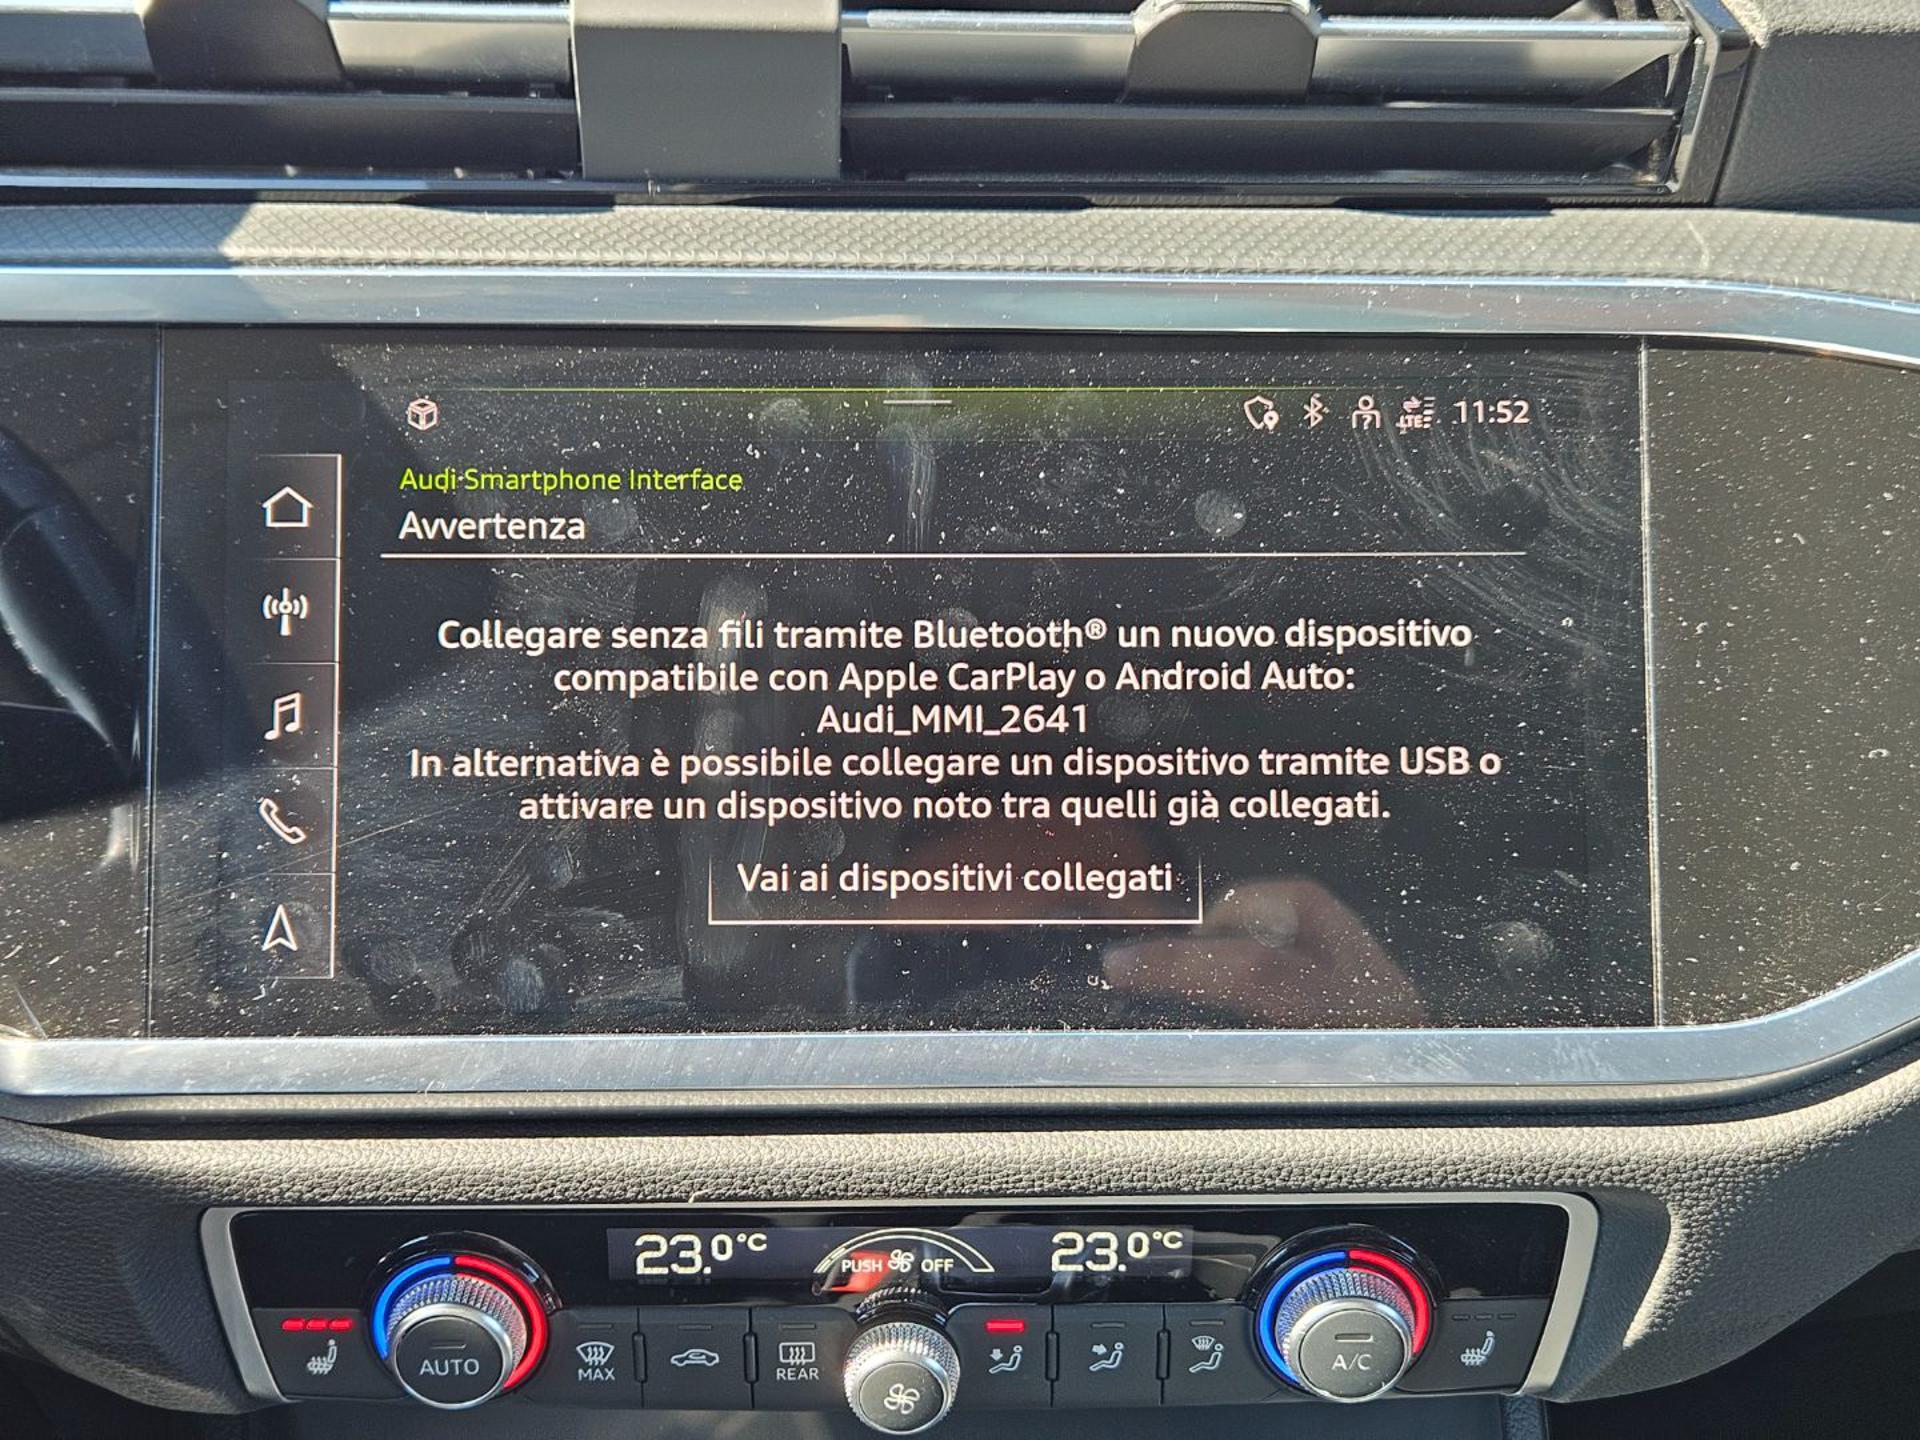 LTE 11:52
Audi Smartphone Interface
Avvertenza
Collegare senza fili tramite Bluetooth® un nuovo dispositivo
compatibile con Apple CarPlay o Android Auto:
Audi_MMI_2641
In alternativa è possibile collegare un dispositivo tramite USB o
attivare un dispositivo noto tra quelli già collegati.
Vai ai dispositivi collegati
23.0°C PUSH OFF 23.0°C
AUTO MAX REAR A/C